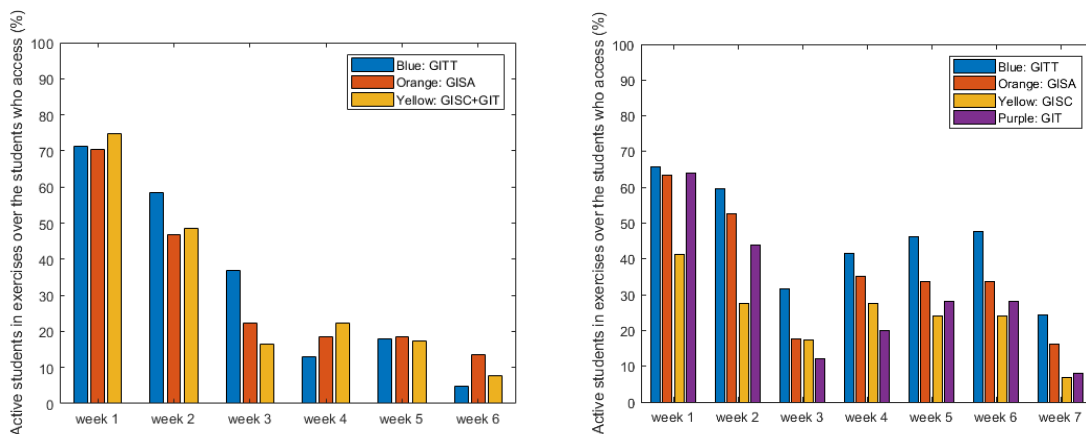 Active students in exercises over the students who access (%)
100
90
80
70
60
50
40
30
20
10
0
week 1 week 2 week 3 week 4 week 5 week 6
Blue: GITT
Orange: GISA
Yellow: GISC+GIT
Active students in exercises over the students who access (%)
100
90
80
70
60
50
40
30
20
10
0
week 1 week 2 week 3 week 4 week 5 week 6 week 7
Blue: GITT
Orange: GISA
Yellow: GISC
Purple: GIT